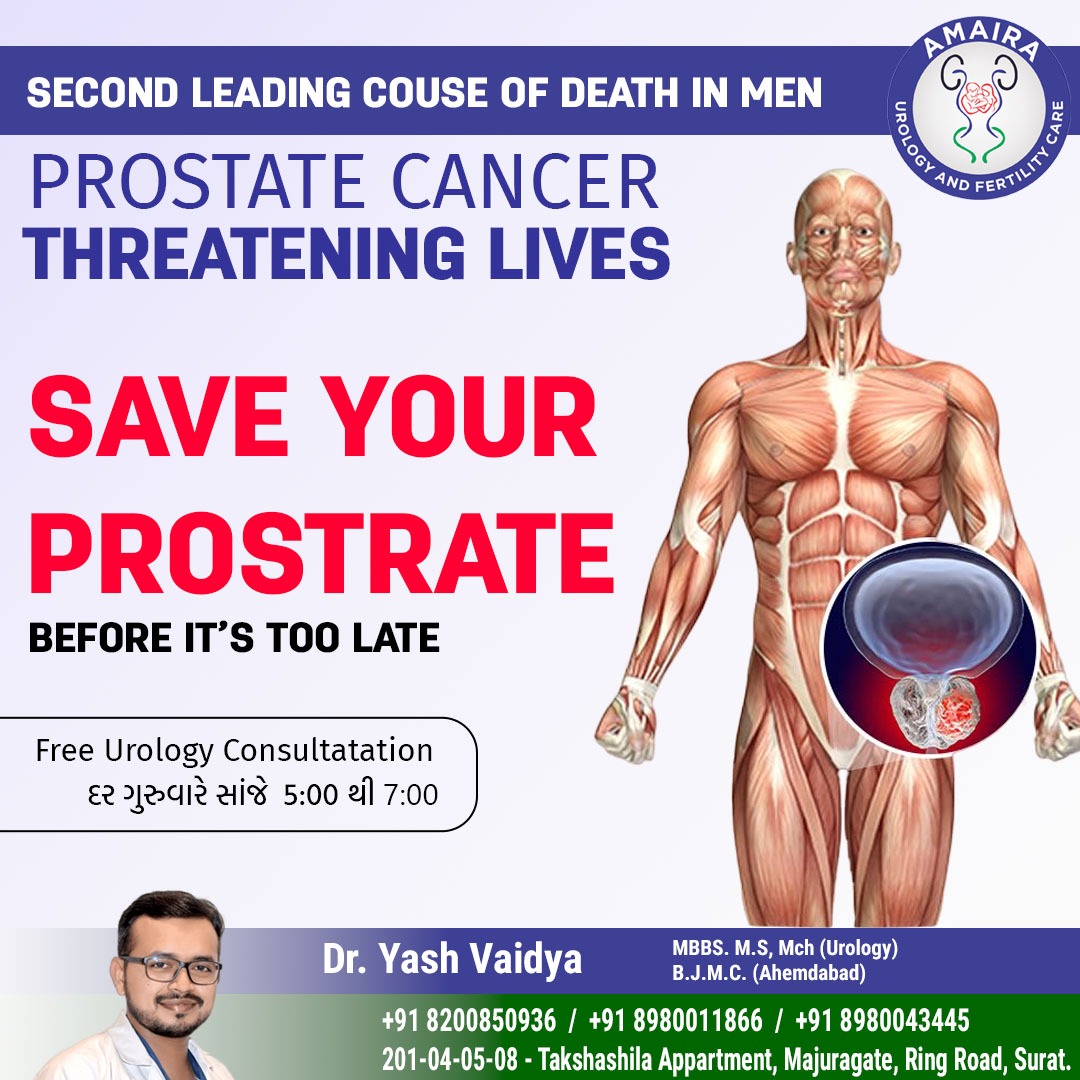 AMAIRA
UROLOGY AND FERTILITY CARE
SECOND LEADING COUSE OF DEATH IN MEN
PROSTATE CANCER
THREATENING LIVES
SAVE YOUR
PROSTRATE
BEFORE IT’S TOO LATE
Free Urology Consultatation
દર ગુરુવારે સાંજે 5:00 થી 7:00
Dr. Yash Vaidya
MBBS. M.S, Mch (Urology)
B.J.M.C. (Ahemdabad)
+91 8200850936 / +91 8980011866 / +91 8980043445
201-04-05-08 - Takshashila Appartment, Majuragate, Ring Road, Surat.